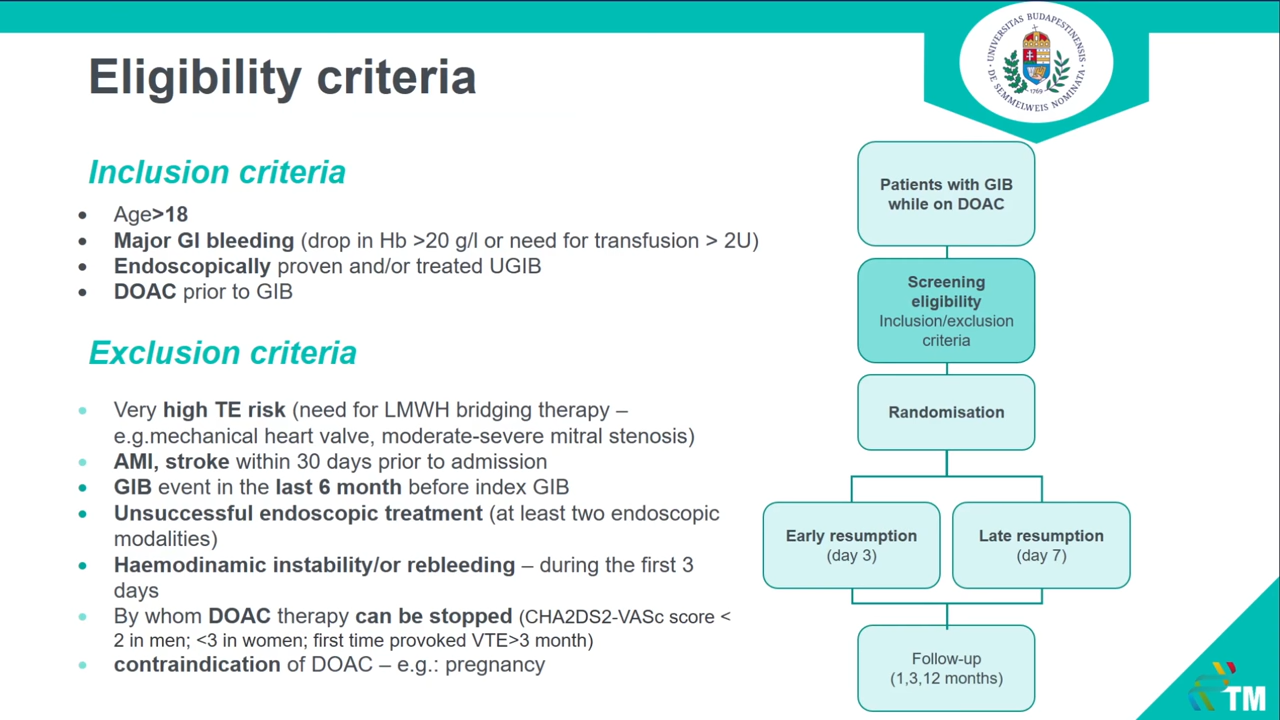 UNIVERSITAS BUDAPESTINENSIS
DE SEMMELWEIS NOMINATA
1769
Eligibility criteria
Inclusion criteria
• Age>18
• Major GI bleeding (drop in Hb >20 g/l or need for transfusion > 2U)
• Endoscopically proven and/or treated UGIB
• DOAC prior to GIB
Exclusion criteria
• Very high TE risk (need for LMWH bridging therapy –
e.g.mechanical heart valve, moderate-severe mitral stenosis)
• AMI, stroke within 30 days prior to admission
• GIB event in the last 6 month before index GIB
• Unsuccessful endoscopic treatment (at least two endoscopic
modalities)
• Haemodinamic instability/or rebleeding – during the first 3
days
• By whom DOAC therapy can be stopped (CHA2DS2-VASc score <
2 in men; <3 in women; first time provoked VTE>3 month)
• contraindication of DOAC – e.g.: pregnancy
Patients with GIB
while on DOAC
Screening
eligibility
Inclusion/exclusion
criteria
Randomisation
Early resumption
(day 3)
Late resumption
(day 7)
Follow-up
(1,3,12 months)
TM